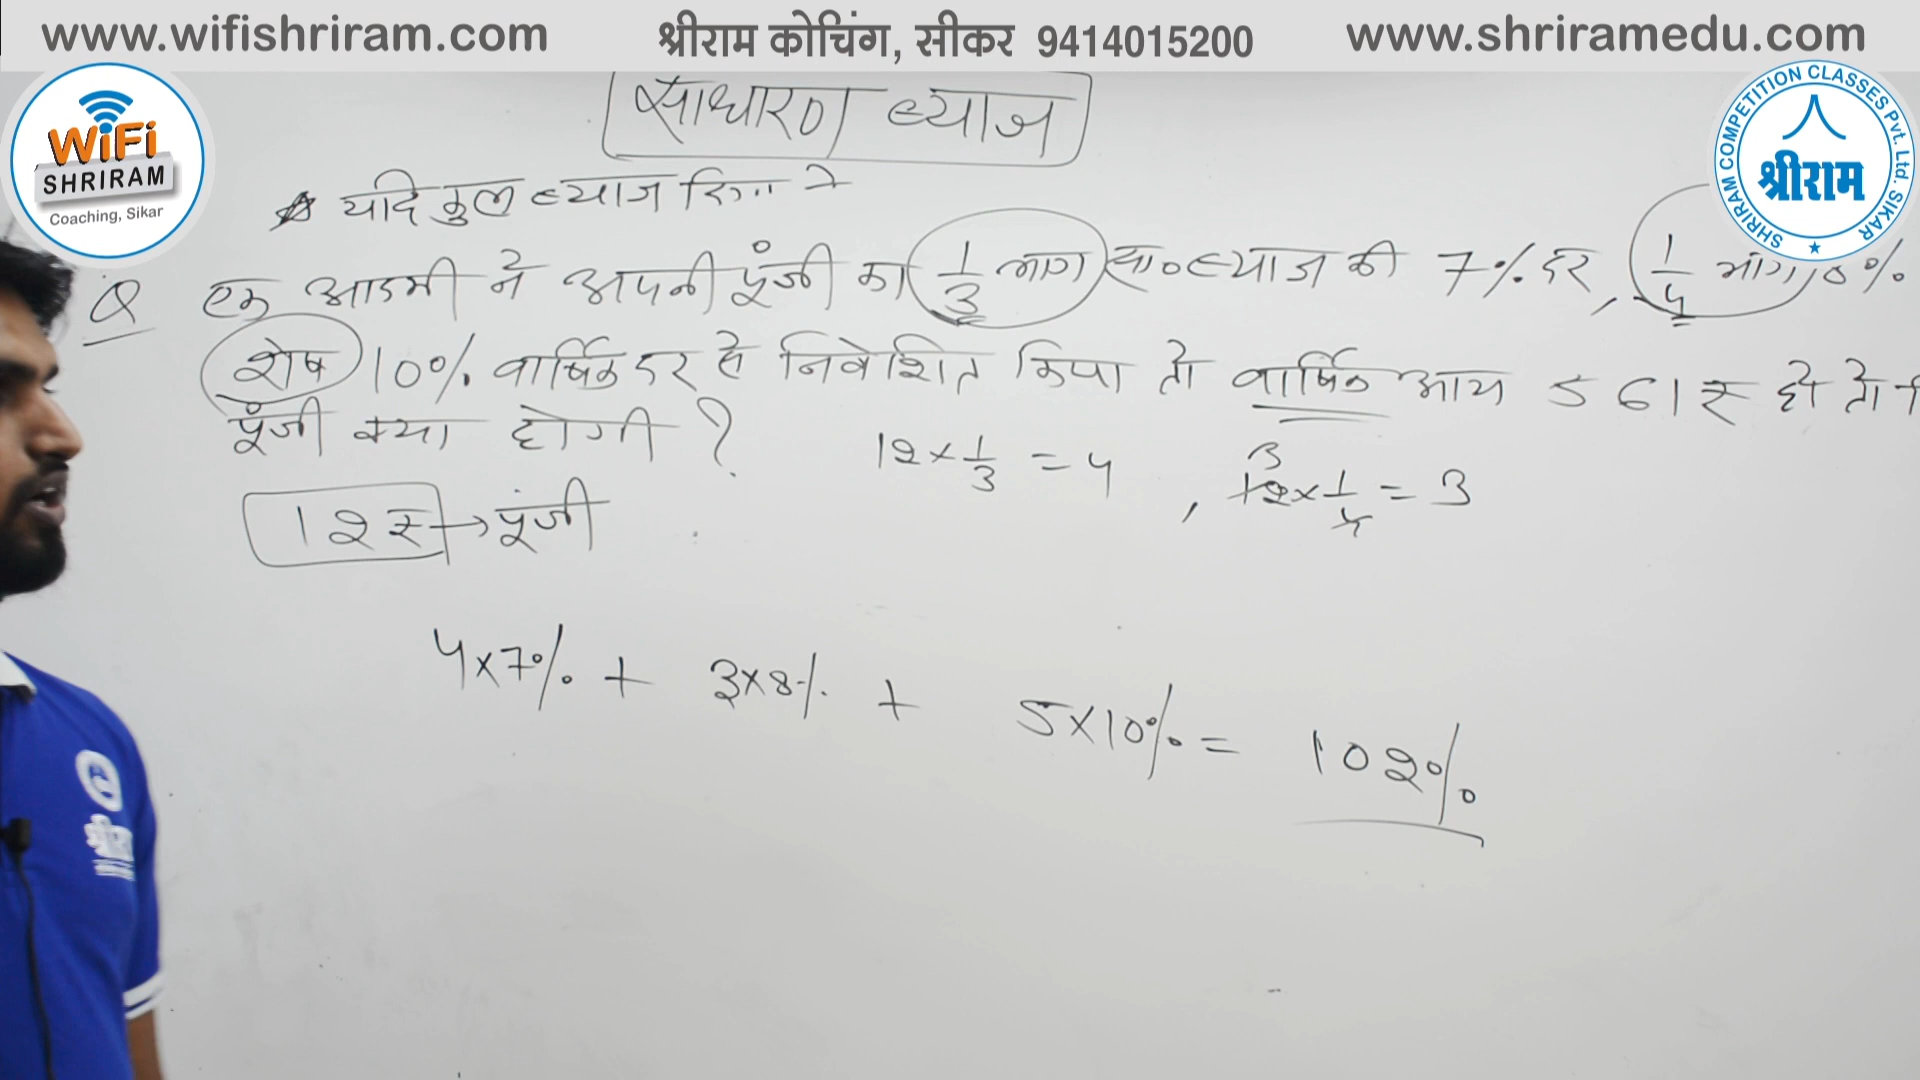 www.wifishriram.com श्रीराम कोचिंग, सीकर 9414015200 www.shriramedu.com
WiFi
SHRIRAM
Coaching, Sikar
SHRIRAM COMPETITION CLASSES Pvt. Ltd. SIKAR
श्रीराम
साधारण ब्याज
यदि कुल ब्याज
Q एक आदमी ने अपनी पूंजी का 1/3 भाग सा० ब्याज की 7% दर, 1/4 भाग, 8%
शेष 10% वार्षिक दर से निवेशित किया तो वार्षिक आय 561₹ हो तो
पूंजी क्या होगी ?
12 × 1/3 = 4 , 12 × 1/4 = 3
3
12₹ → पूंजी
4×7% + 3×8% + 5×10% = 102%
श्रीराम